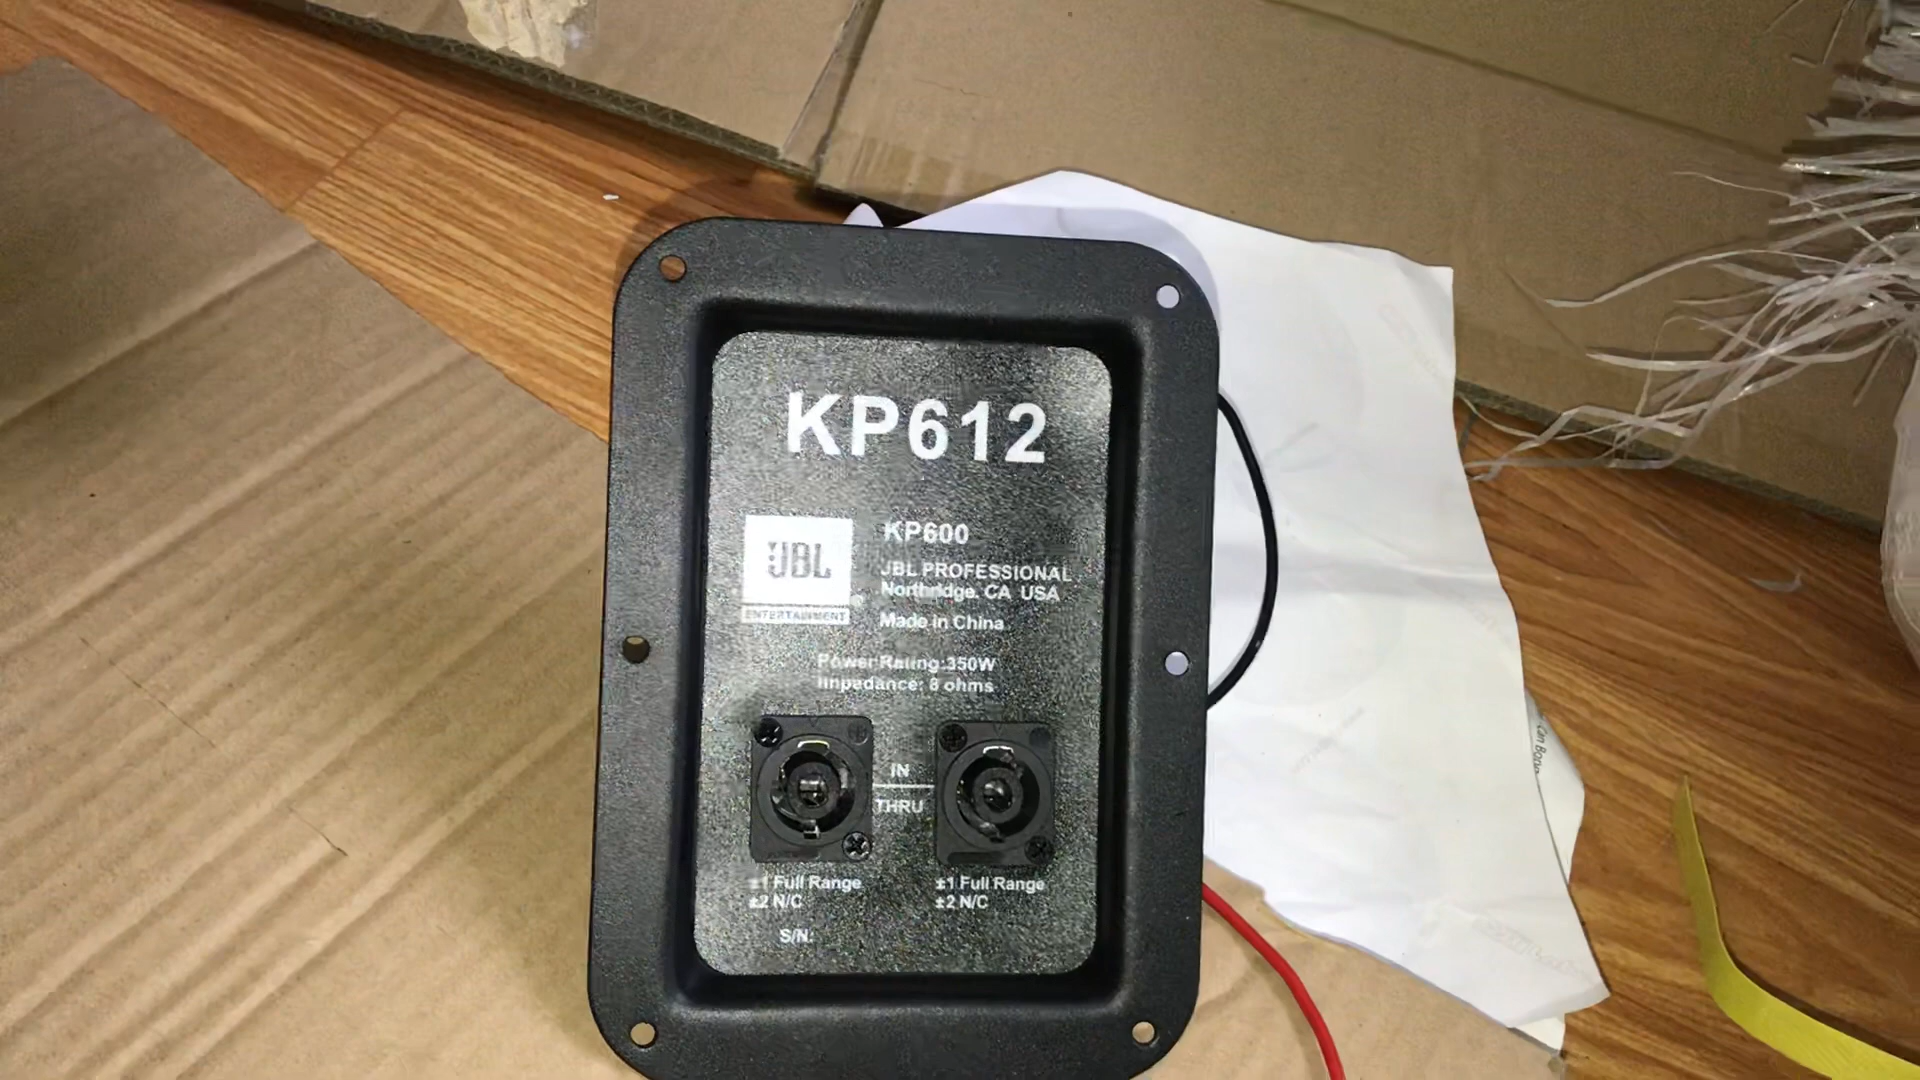 KP612
JBL
ENTERTAINMENT
KP600
JBL PROFESSIONAL
Northridge. CA USA
Made in China
Power Rating:350W
Iinpedance: 8 ohms
IN
THRU
±1 Full Range
±2 N/C
±1 Full Range
±2 N/C
S/N: